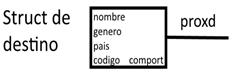 Struct de
destino
nombre
genero
pais
codigo comport
proxd